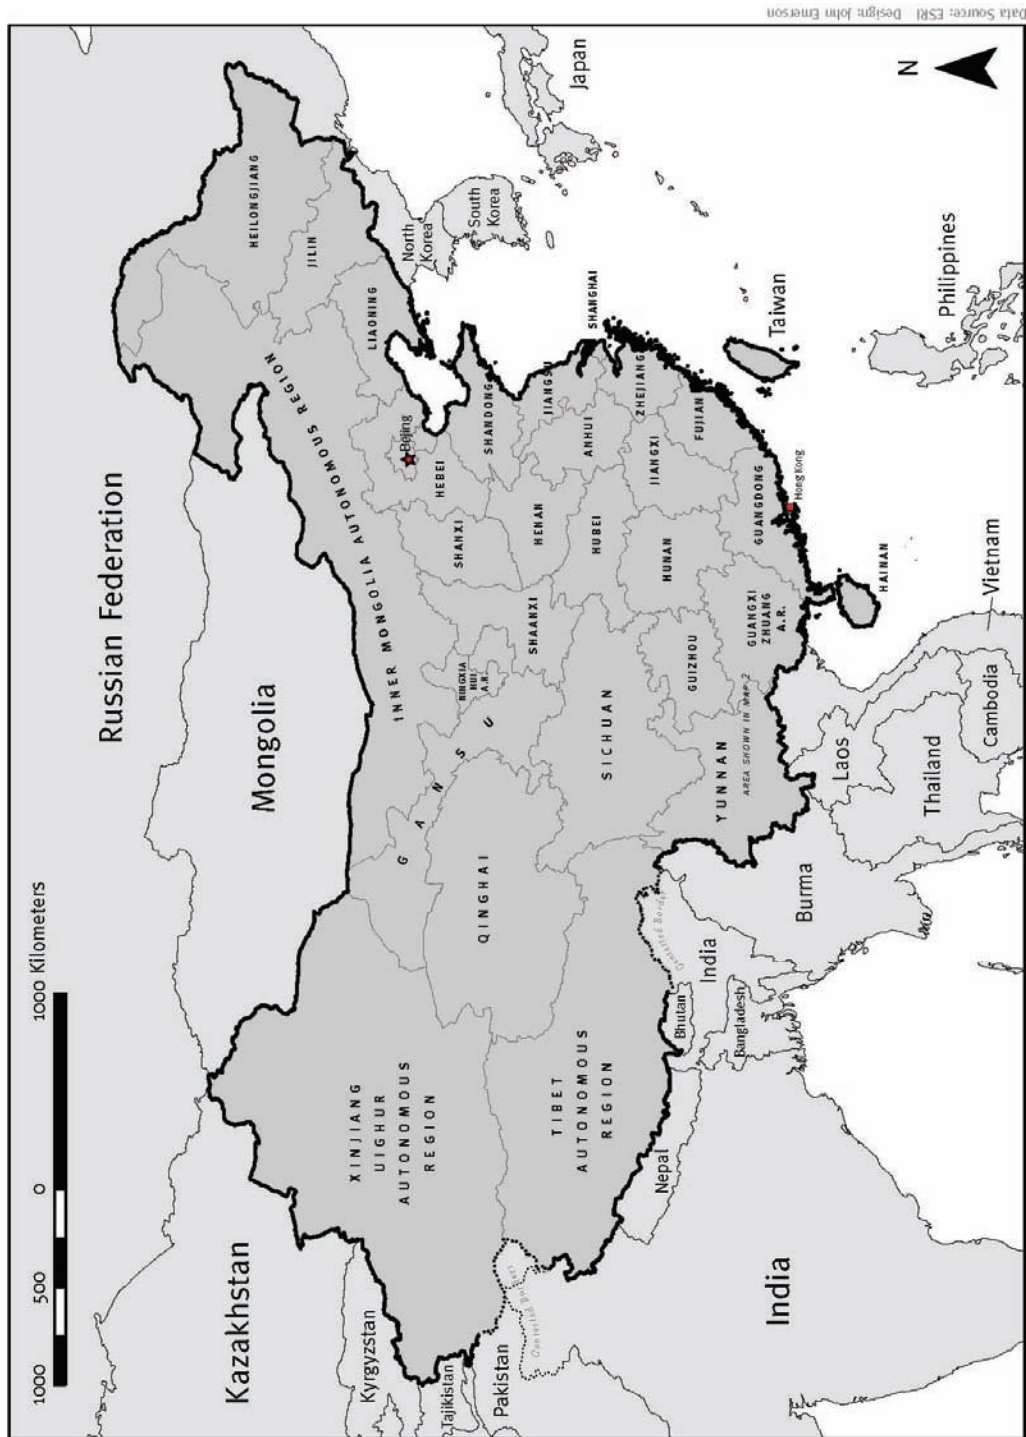 Data Source: ESRI   Design: John Emerson
1000
500
0
1000 Kilometers
Russian Federation
N
Kazakhstan
Mongolia
HEILONGJIANG
Kyrgyzstan
JILIN
INNER MONGOLIA AUTONOMOUS REGION
LIAONING
XINJIANG
UIGHUR
AUTONOMOUS
REGION
Tajikistan
GANSU
Beijing
North
Korea
HEBEI
Japan
South
Korea
SHANXI
NINGXIA
HUI
A.R.
QINGHAI
SHANDONG
Pakistan
Contested Borders
SHAANXI
HENAN
JIANGSU
TIBET
AUTONOMOUS
REGION
SICHUAN
HUBEI
ANHUI
SHANGHAI
ZHEJIANG
Nepal
Contested Border
Bhutan
India
GUIZHOU
HUNAN
JIANGXI
FUJIAN
Bangladesh
YUNNAN
AREA SHOWN IN MAP 2
GUANGXI
ZHUANG
A.R.
GUANGDONG
Hong Kong
Taiwan
India
Burma
Laos
HAINAN
Thailand
Vietnam
Cambodia
Philippines